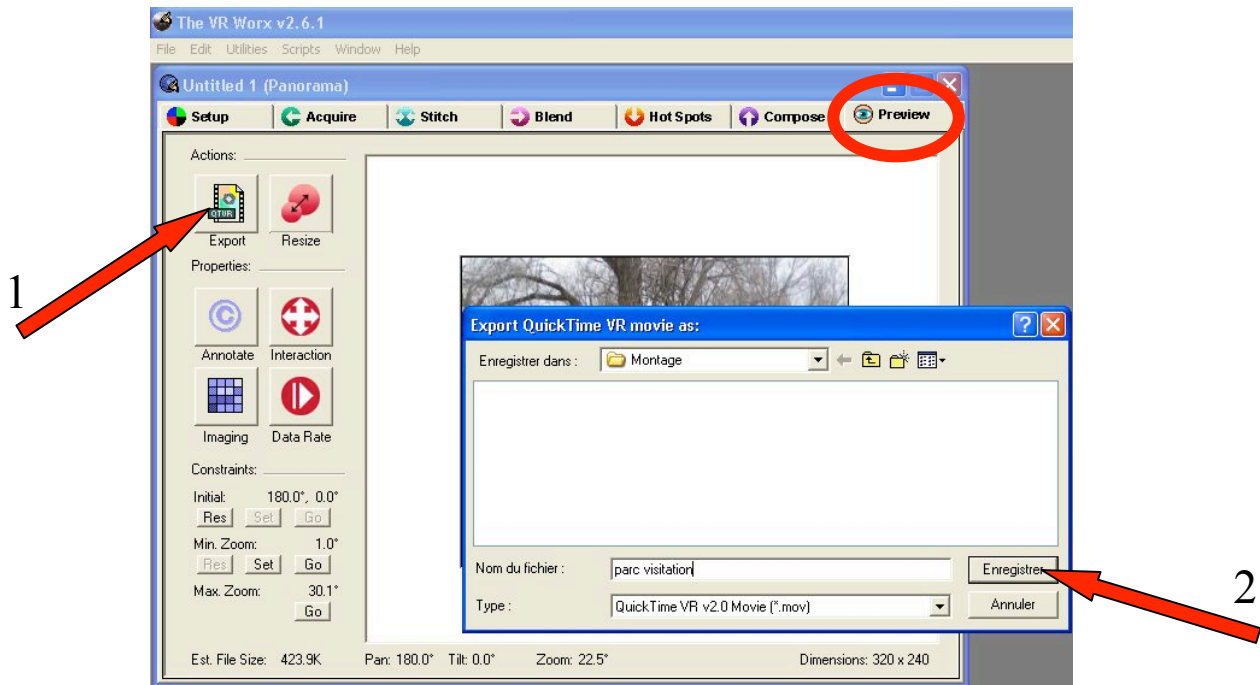 The VR Worx v2.6.1
File Edit Utilities Scripts Window Help
Untitled 1 (Panorama)
Setup Acquire Stitch Blend Hot Spots Compose Preview
Actions:
QTVR
Export Resize
1
Properties:
Export QuickTime VR movie as:
Enregistrer dans : Montage
Annotate Interaction
Imaging Data Rate
Constraints:
Initial: 180.0°, 0.0°
Res Set Go
Min. Zoom: 1.0°
Res Set Go
Max. Zoom: 30.1°
Go
Nom du fichier : parc visitation Enregistrer
Type : QuickTime VR v2.0 Movie (*.mov) Annuler
2
Est. File Size: 423.9K Pan: 180.0° Tilt: 0.0° Zoom: 22.5° Dimensions: 320 x 240